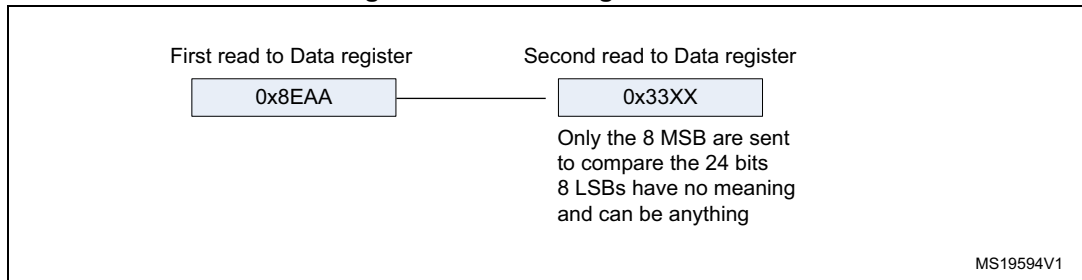 First read to Data register
Second read to Data register
0x8EAA
0x33XX
Only the 8 MSB are sent
to compare the 24 bits
8 LSBs have no meaning
and can be anything
MS19594V1